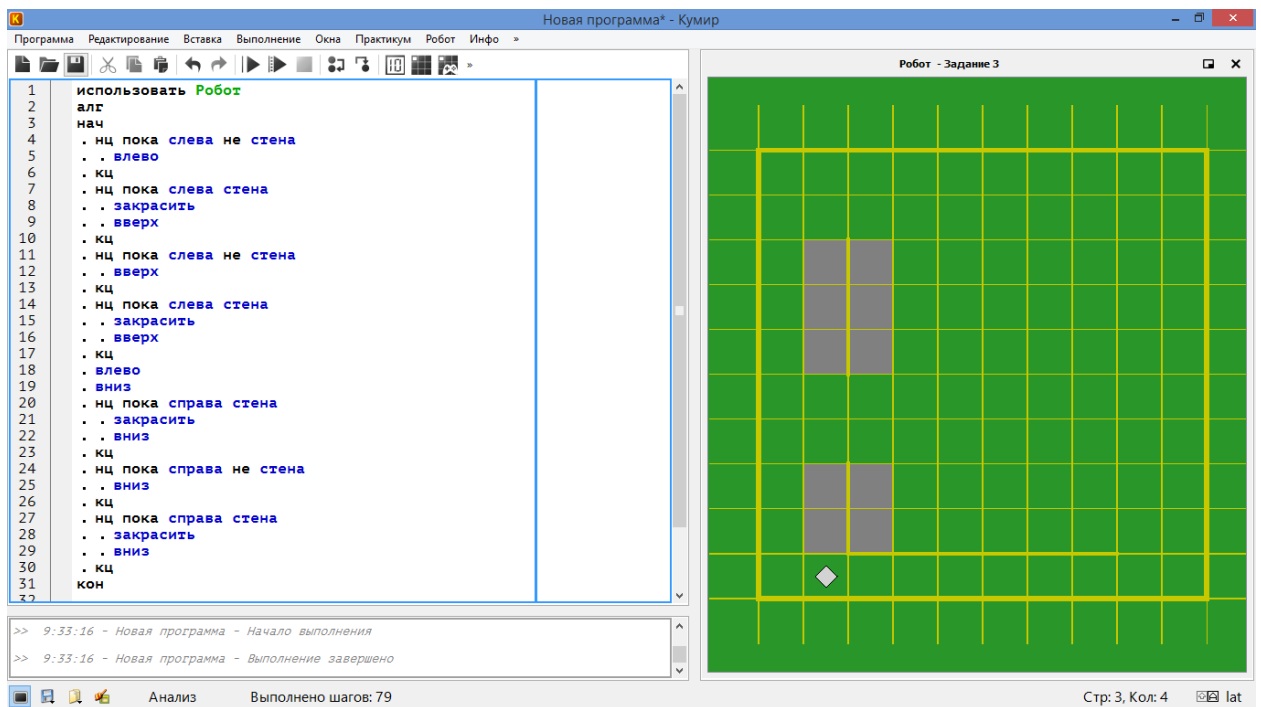 Новая программа* - Кумир
Программа Редактирование Вставка Выполнение Окна Практикум Робот Инфо »
Робот - Задание 3
1 использовать Робот
2 алг
3 нач
4 . нц пока слева не стена
5 . . влево
6 . кц
7 . нц пока слева стена
8 . . закрасить
9 . . вверх
10 . кц
11 . нц пока слева не стена
12 . . вверх
13 . кц
14 . нц пока слева стена
15 . . закрасить
16 . . вверх
17 . кц
18 . влево
19 . вниз
20 . нц пока справа стена
21 . . закрасить
22 . . вниз
23 . кц
24 . нц пока справа не стена
25 . . вниз
26 . кц
27 . нц пока справа стена
28 . . закрасить
29 . . вниз
30 . кц
31 кон
32
>> 9:33:16 - Новая программа - Начало выполнения
>> 9:33:16 - Новая программа - Выполнение завершено
Анализ Выполнено шагов: 79 Стр: 3, Кол: 4 lat